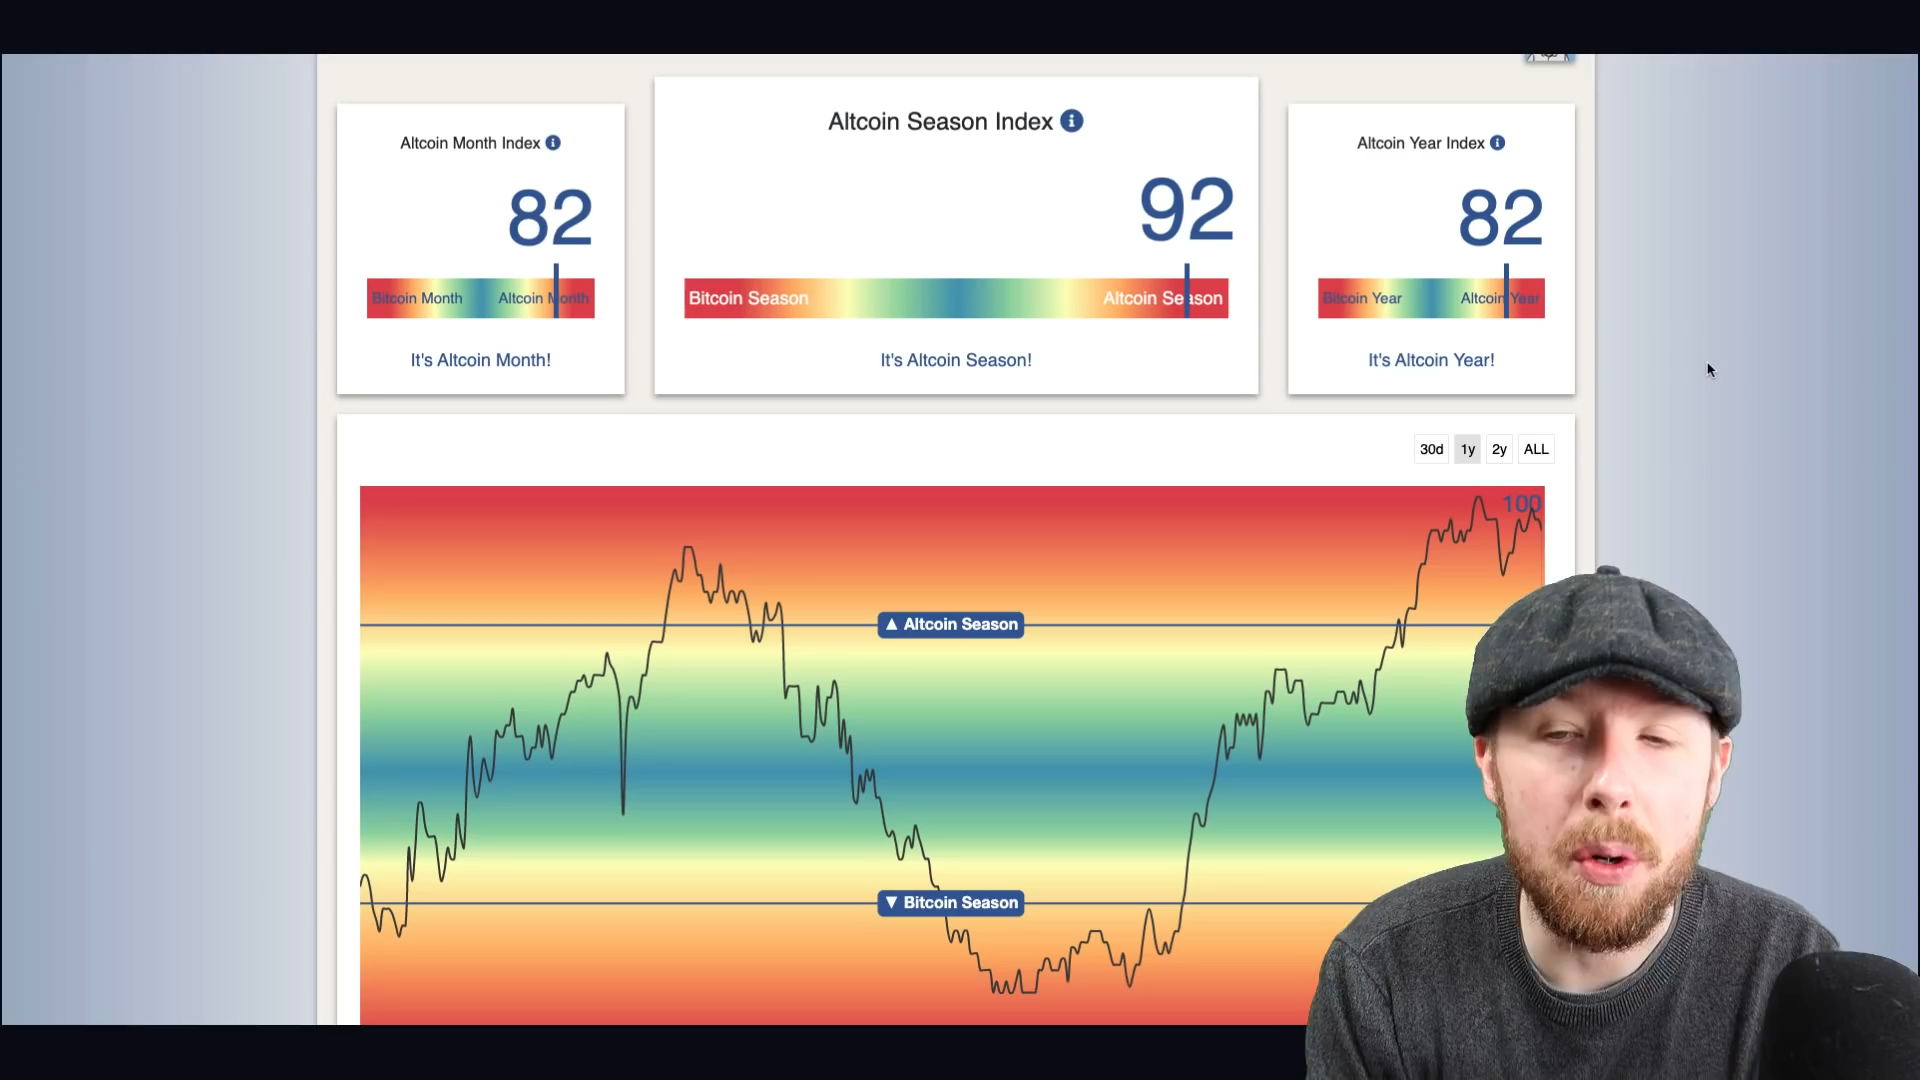 Altcoin Month Index
82
Bitcoin Month Altcoin Month
It's Altcoin Month!
Altcoin Season Index
92
Bitcoin Season Altcoin Season
It's Altcoin Season!
Altcoin Year Index
82
Bitcoin Year Altcoin Year
It's Altcoin Year!
30d 1y 2y ALL
100
▲ Altcoin Season
▼ Bitcoin Season